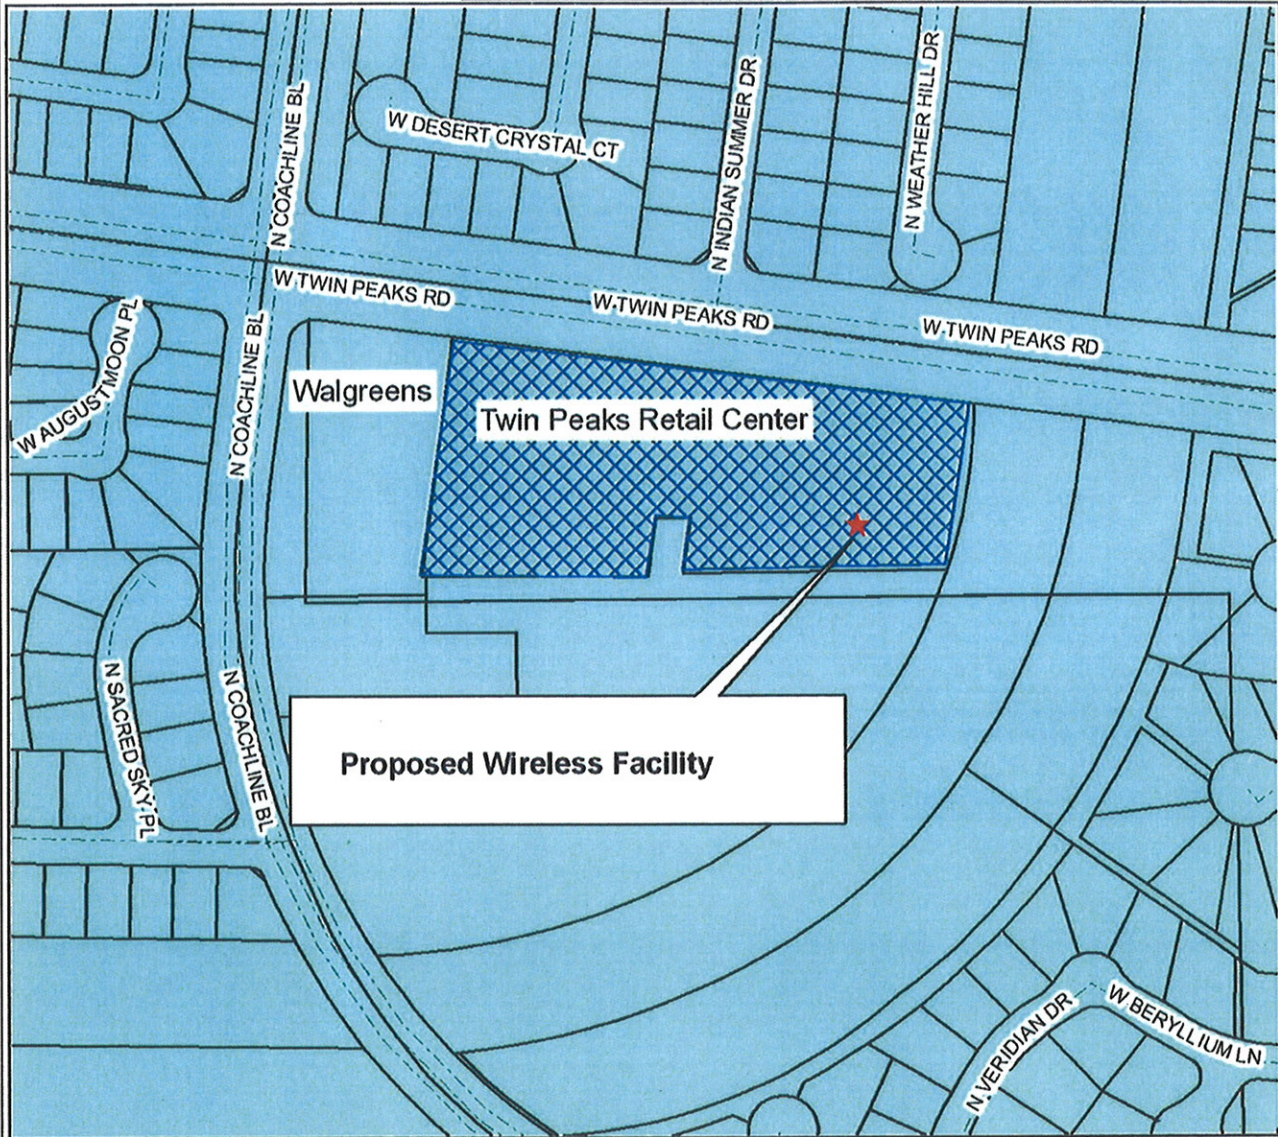 N COACHLINE BL
W DESERT CRYSTAL CT
N INDIAN SUMMER DR
N WEATHER HILL DR
W TWIN PEAKS RD
W TWIN PEAKS RD
W TWIN PEAKS RD
W AUGUST MOON PL
N COACHLINE BL
Walgreens
Twin Peaks Retail Center
N SACRED SKY PL
N COACHLINE BL
Proposed Wireless Facility
N VERIDIAN DR
W BERYLLIUM LN